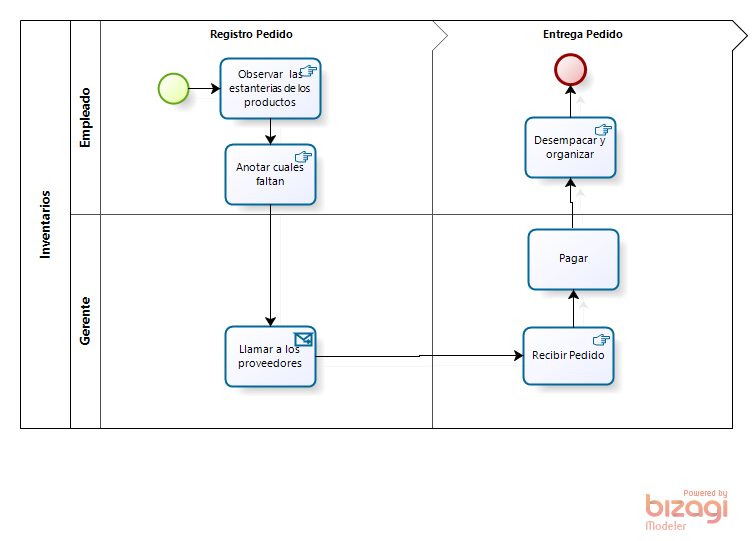 Registro Pedido
Entrega Pedido
Inventarios
Empleado
Gerente
Observar las
estanterias de los
productos
Anotar cuales
faltan
Llamar a los
proveedores
Recibir Pedido
Pagar
Desempacar y
organizar
Powered by
bizagi
Modeler